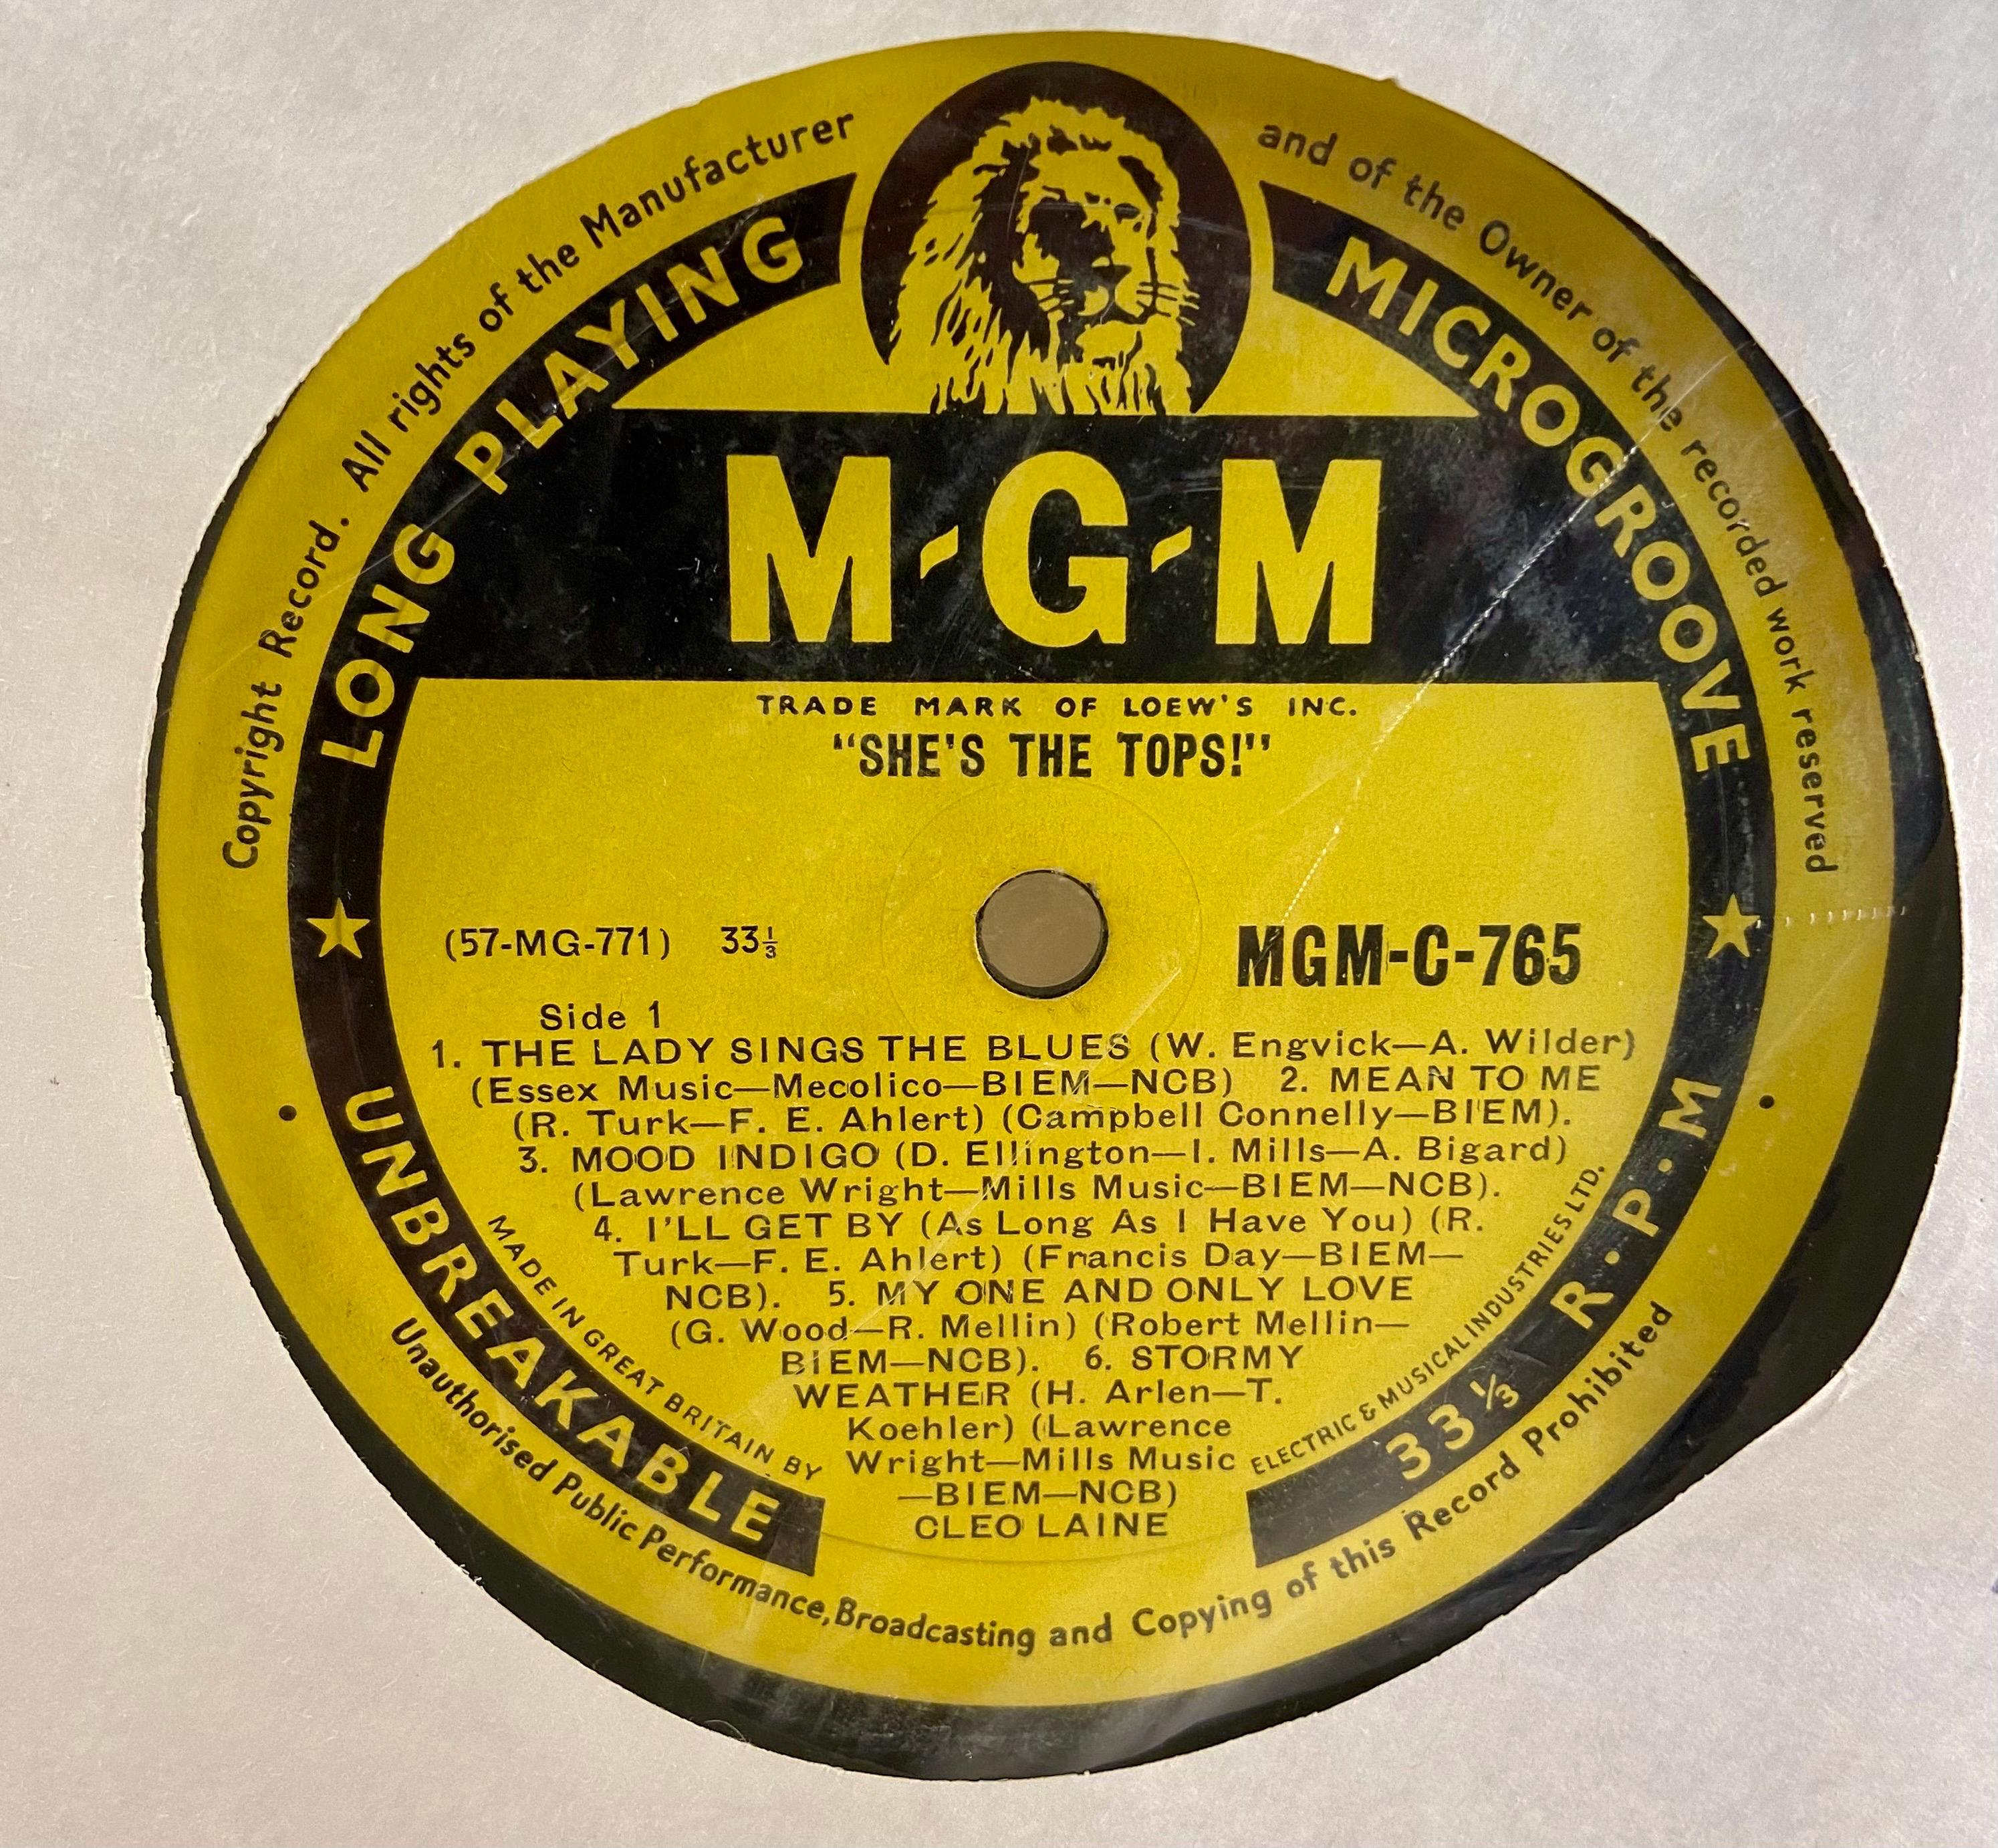 Copyright Record. All rights of the Manufacturer and of the Owner of the recorded work reserved
LONG PLAYING MICROGROOVE
M-G-M
TRADE MARK OF LOEW'S INC.
"SHE'S THE TOPS!"
(57-MG-771) 33⅓ MGM-C-765
Side 1
1. THE LADY SINGS THE BLUES (W. Engvick—A. Wilder)
(Essex Music—Mecolico—BIEM—NCB) 2. MEAN TO ME
(R. Turk—F. E. Ahlert) (Campbell Connelly—BIEM).
3. MOOD INDIGO (D. Ellington—I. Mills—A. Bigard)
(Lawrence Wright—Mills Music—BIEM—NCB).
4. I'LL GET BY (As Long As I Have You) (R.
Turk—F. E. Ahlert) (Francis Day—BIEM—
NCB). 5. MY ONE AND ONLY LOVE
(G. Wood—R. Mellin) (Robert Mellin—
BIEM—NCB). 6. STORMY
WEATHER (H. Arlen—T.
Koehler) (Lawrence
Wright—Mills Music
—BIEM—NCB)
CLEO LAINE
MADE IN GREAT BRITAIN BY ELECTRIC & MUSICAL INDUSTRIES LTD.
UNBREAKABLE 33⅓ R·P·M
Unauthorised Public Performance, Broadcasting and Copying of this Record Prohibited